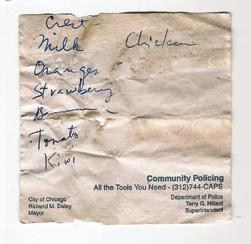 Crest
Milk Chicken
Oranges
Strawberry
Tomato
Kiwi
Community Policing
All the Tools You Need - (312)744-CAPS
City of Chicago
Richard M. Daley
Mayor
Department of Police
Terry G. Hillard
Superintendent